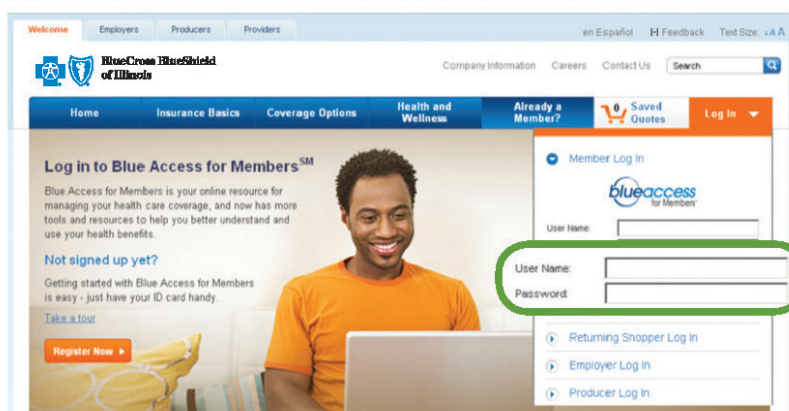 Welcome Employers Producers Providers
en Español Feedback Text Size: AAA
BlueCross BlueShield
of Illinois
Company Information Careers Contact Us Search
Home Insurance Basics Coverage Options Health and Wellness Already a Member? 0 Saved Quotes Log In
Log in to Blue Access for Members SM
Blue Access for Members is your online resource for
managing your health care coverage, and now has more
tools and resources to help you better understand and
use your health benefits.
Not signed up yet?
Getting started with Blue Access for Members
is easy - just have your ID card handy.
Take a tour
Register Now
Member Log In
blueaccess
for Members
User Name:
User Name:
Password:
Returning Shopper Log In
Employer Log In
Producer Log In